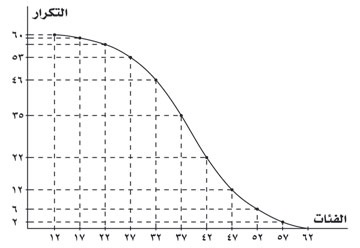 التكرار
٦٠
٥٣
٤٦
٣٥
٢٢
١٢
٦
٢
الفئات
١٢ ١٧ ٢٢ ٢٧ ٣٢ ٣٧ ٤٢ ٤٧ ٥٢ ٥٧ ٦٢